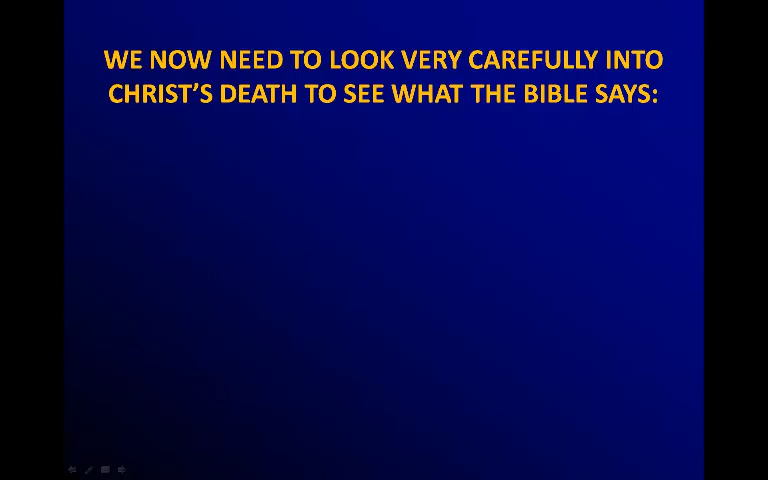 WE NOW NEED TO LOOK VERY CAREFULLY INTO
CHRIST’S DEATH TO SEE WHAT THE BIBLE SAYS: